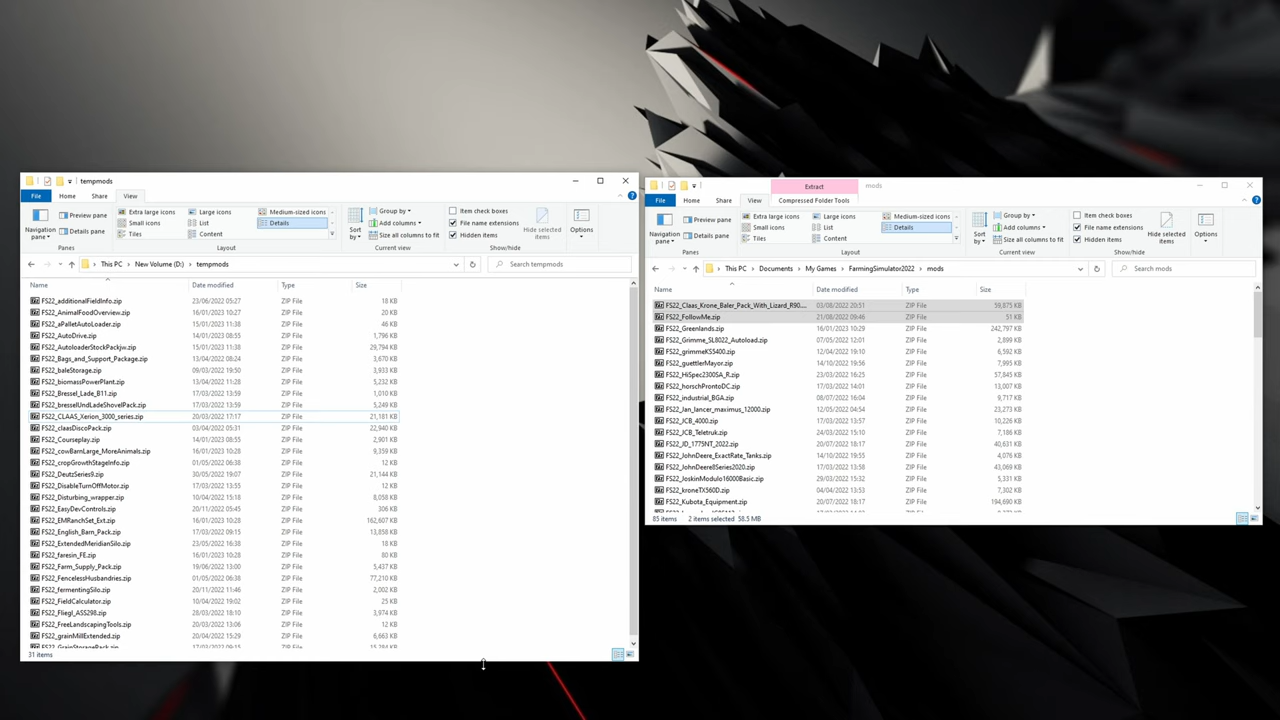 tempmods
File Home Share View
Navigation pane
Preview pane
Details pane
Panes
Extra large icons Large icons Medium-sized icons
Small icons List Details
Tiles Content
Layout
Sort by
Group by
Add columns
Size all columns to fit
Current view
Item check boxes
File name extensions
Hidden items
Hide selected items
Show/hide
Options
This PC New Volume (D:) tempmods
Search tempmods
Name Date modified Type Size
FS22_additionalFieldInfo.zip 23/06/2022 05:27 ZIP File 18 KB
FS22_AnimalFoodOverview.zip 16/01/2023 10:27 ZIP File 20 KB
FS22_aPalletAutoLoader.zip 15/01/2023 11:38 ZIP File 46 KB
FS22_AutoDrive.zip 14/01/2023 08:55 ZIP File 1,796 KB
FS22_AutoloaderStockPackjw.zip 15/01/2023 11:38 ZIP File 29,794 KB
FS22_Bags_and_Support_Package.zip 13/04/2022 08:24 ZIP File 3,670 KB
FS22_baleStorage.zip 09/03/2022 19:50 ZIP File 3,933 KB
FS22_biomassPowerPlant.zip 13/04/2022 11:28 ZIP File 5,232 KB
FS22_Bressel_Lade_B11.zip 17/03/2022 13:59 ZIP File 1,010 KB
FS22_bresselUndLadeShovelPack.zip 17/03/2022 13:59 ZIP File 5,249 KB
FS22_CLAAS_Xerion_3000_series.zip 20/03/2022 17:17 ZIP File 21,181 KB
FS22_claasDiscoPack.zip 03/04/2022 05:31 ZIP File 22,940 KB
FS22_Courseplay.zip 14/01/2023 08:55 ZIP File 2,901 KB
FS22_cowBarnLarge_MoreAnimals.zip 16/01/2023 10:28 ZIP File 9,359 KB
FS22_cropGrowthStageInfo.zip 01/05/2022 06:38 ZIP File 12 KB
FS22_DeutzSeries9.zip 30/05/2022 19:07 ZIP File 21,144 KB
FS22_DisableTurnOffMotor.zip 17/03/2022 13:55 ZIP File 12 KB
FS22_Disturbing_wrapper.zip 10/04/2022 15:18 ZIP File 8,058 KB
FS22_EasyDevControls.zip 20/11/2022 05:45 ZIP File 306 KB
FS22_EMRanchSet_Ext.zip 16/01/2023 10:28 ZIP File 162,607 KB
FS22_English_Barn_Pack.zip 17/03/2022 09:15 ZIP File 13,858 KB
FS22_ExtendedMeridianSilo.zip 23/05/2022 16:38 ZIP File 18 KB
FS22_faresin_FE.zip 16/01/2023 10:28 ZIP File 80 KB
FS22_Farm_Supply_Pack.zip 19/06/2022 13:00 ZIP File 5,437 KB
FS22_FencelessHusbandries.zip 01/05/2022 06:38 ZIP File 77,210 KB
FS22_fermentingSilo.zip 20/11/2022 11:46 ZIP File 2,002 KB
FS22_FieldCalculator.zip 10/04/2022 19:02 ZIP File 25 KB
FS22_Fliegl_ASS298.zip 28/03/2022 18:10 ZIP File 3,974 KB
FS22_FreeLandscapingTools.zip 20/03/2022 13:06 ZIP File 12 KB
FS22_grainMillExtended.zip 20/04/2022 15:29 ZIP File 6,663 KB
FS22_GrainStoragePack.zip 17/03/2022 09:15 ZIP File 15,284 KB
31 items
Extract mods
File Home Share View Compressed Folder Tools
Navigation pane
Preview pane
Details pane
Panes
Extra large icons Large icons Medium-sized icons
Small icons List Details
Tiles Content
Layout
Sort by
Group by
Add columns
Size all columns to fit
Current view
Item check boxes
File name extensions
Hidden items
Hide selected items
Show/hide
Options
This PC Documents My Games FarmingSimulator2022 mods
Search mods
Name Date modified Type Size
FS22_Claas_Krone_Baler_Pack_With_Lizard_R90.... 03/08/2022 20:51 ZIP File 59,875 KB
FS22_FollowMe.zip 21/08/2022 09:46 ZIP File 51 KB
FS22_Greenlands.zip 16/01/2023 10:29 ZIP File 242,797 KB
FS22_Grimme_SL8022_Autoload.zip 07/05/2022 12:01 ZIP File 2,899 KB
FS22_grimmeKS5400.zip 12/04/2022 19:10 ZIP File 6,592 KB
FS22_guettlerMayor.zip 14/10/2022 19:56 ZIP File 7,995 KB
FS22_HiSpec2300SA_R.zip 23/03/2022 16:25 ZIP File 57,845 KB
FS22_horschProntoDC.zip 17/03/2022 14:01 ZIP File 13,007 KB
FS22_industrial_BGA.zip 08/07/2022 16:04 ZIP File 9,717 KB
FS22_Jan_lancer_maximus_12000.zip 12/05/2022 04:54 ZIP File 23,273 KB
FS22_JCB_4000.zip 17/03/2022 13:57 ZIP File 10,226 KB
FS22_JCB_Teletruk.zip 24/03/2022 15:10 ZIP File 7,186 KB
FS22_JD_1775NT_2022.zip 20/07/2022 18:17 ZIP File 40,631 KB
FS22_JohnDeere_ExactRate_Tanks.zip 14/10/2022 19:55 ZIP File 4,076 KB
FS22_JohnDeere8Series2020.zip 17/03/2022 13:58 ZIP File 43,069 KB
FS22_JoskinModulo16000Basic.zip 29/03/2022 15:32 ZIP File 5,331 KB
FS22_kroneTX560D.zip 04/04/2022 13:53 ZIP File 7,302 KB
FS22_Kubota_Equipment.zip 20/07/2022 18:17 ZIP File 194,690 KB
85 items 2 items selected 58.5 MB